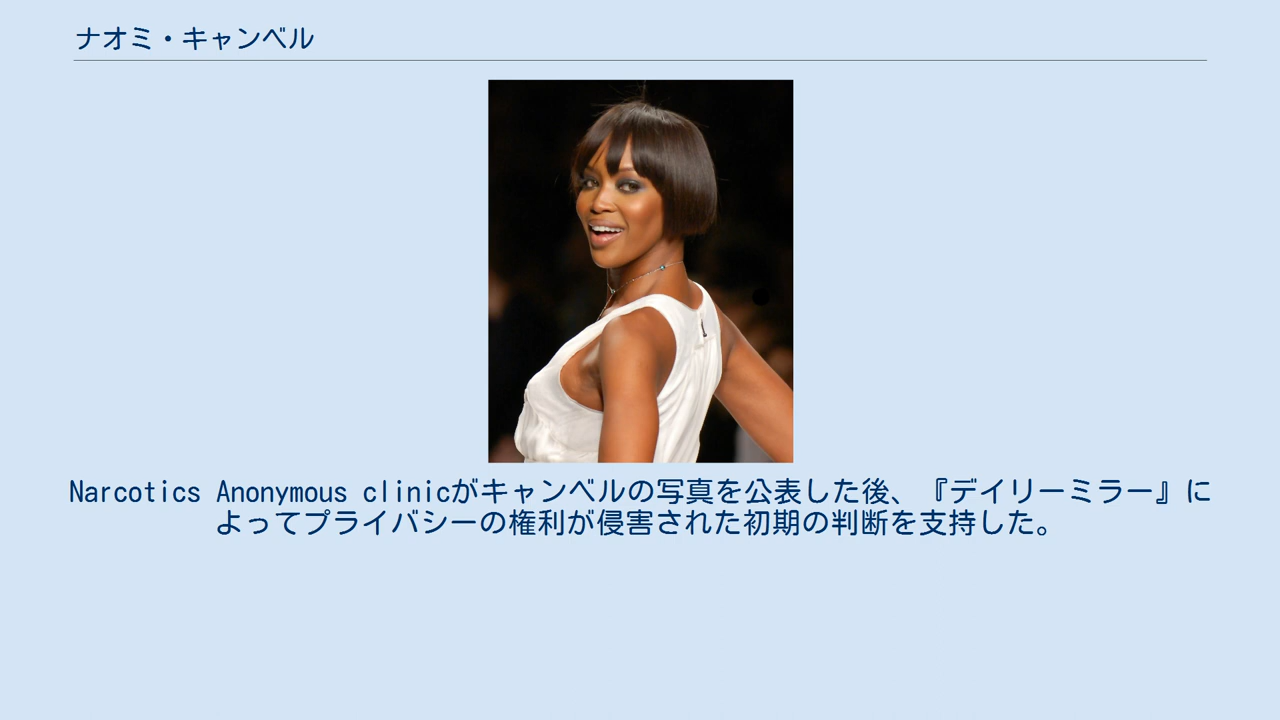 ナオミ・キャンベル
Narcotics Anonymous clinicがキャンベルの写真を公表した後、『デイリーミラー』に
よってプライバシーの権利が侵害された初期の判断を支持した。